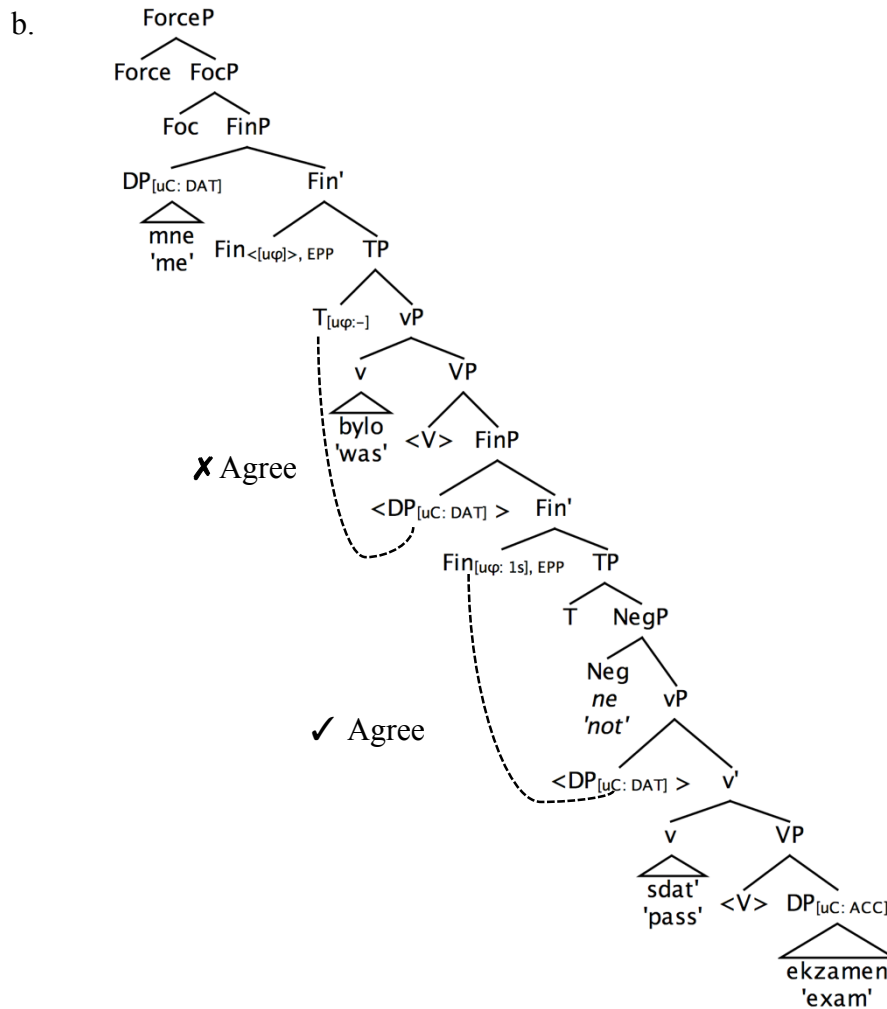 b.
ForceP
Force FocP
Foc FinP
DP[uC: DAT] Fin'
mne
'me'
Fin<[uφ]>, EPP TP
T[uφ:-] vP
v VP
bylo
'was'
<V> FinP
✗ Agree
<DP[uC: DAT] > Fin'
Fin[uφ: 1s], EPP TP
T NegP
Neg
ne
'not'
vP
✓ Agree
<DP[uC: DAT] > v'
v VP
sdat'
'pass'
<V> DP[uC: ACC]
ekzamen
'exam'